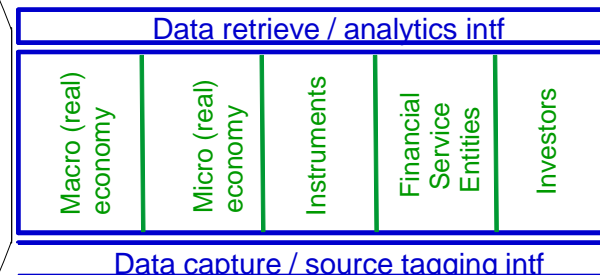 Data retrieve / analytics intf
Macro (real)
economy
Micro (real)
economy
Instruments
Financial
Service
Entities
Investors
Data capture / source tagging intf